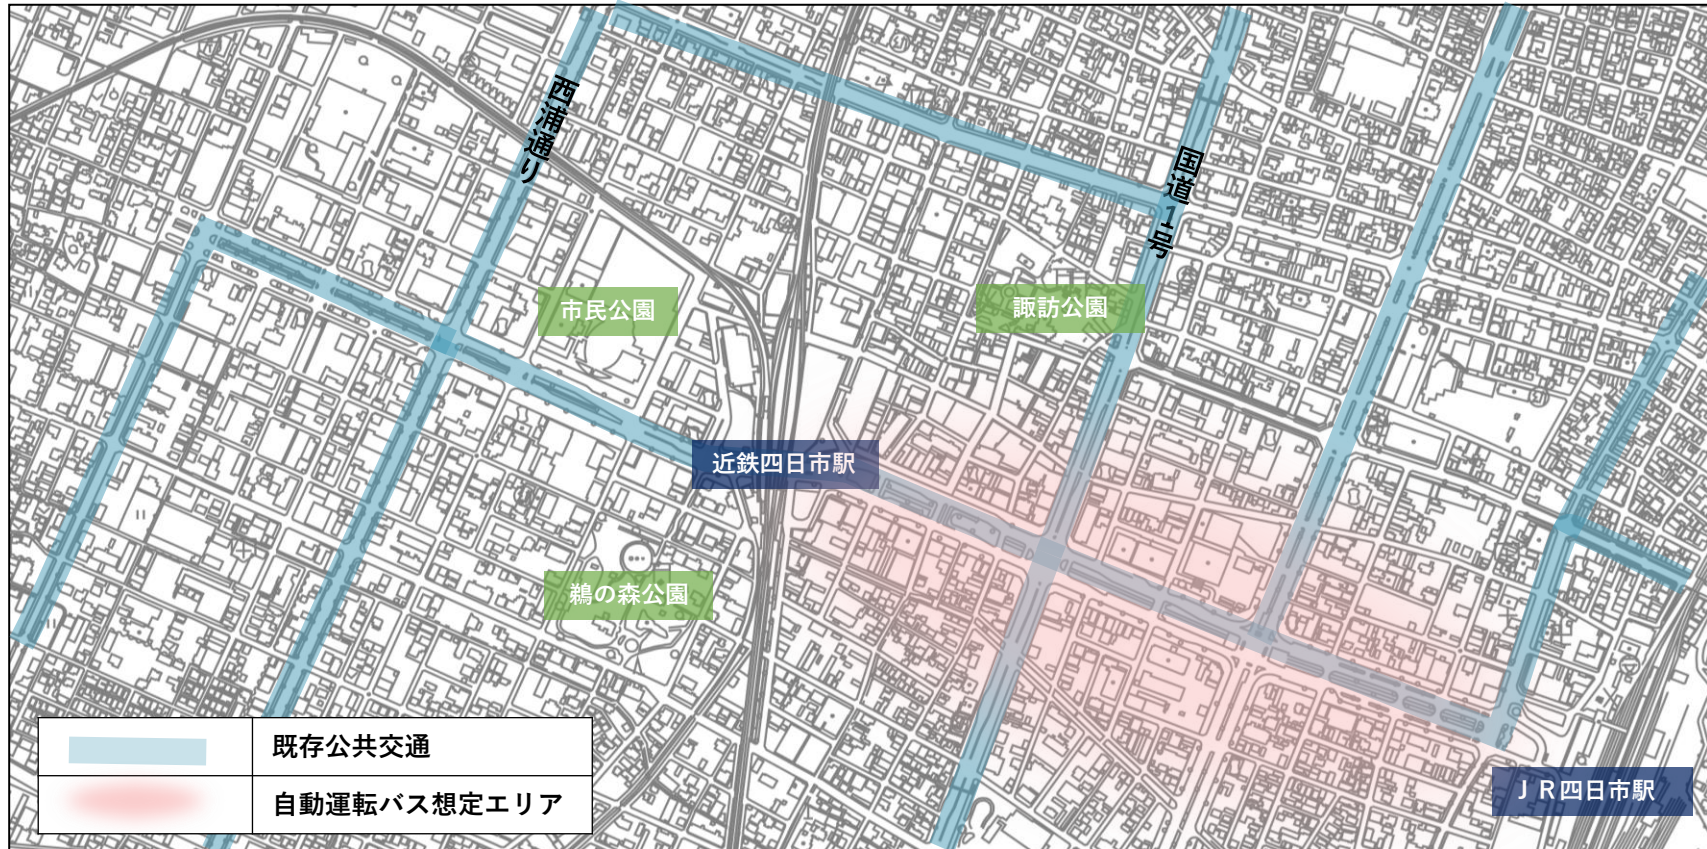 西浦通り
国道1号
市民公園
諏訪公園
近鉄四日市駅
鵜の森公園
ＪＲ四日市駅
既存公共交通
自動運転バス想定エリア